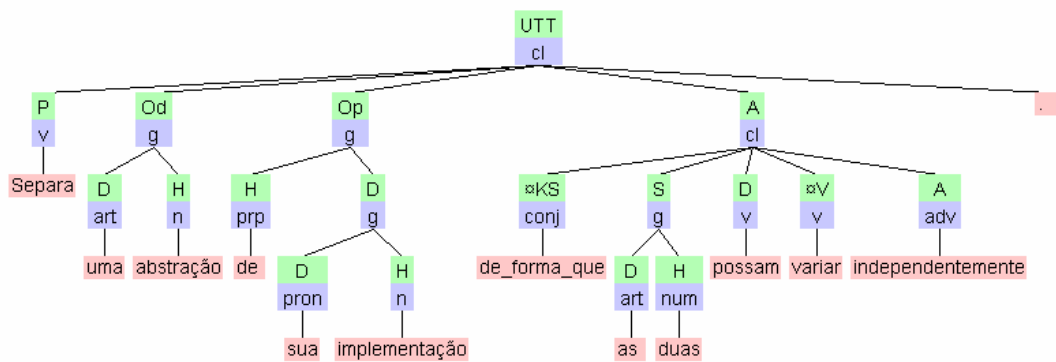 UTT
cl
P Od Op A .
v g g cl
Separa D H H D ¤KS S D ¤V A
art n prp g conj g v v adv
uma abstração de D H de_forma_que D H possam variar independentemente
pron n art num
sua implementação as duas